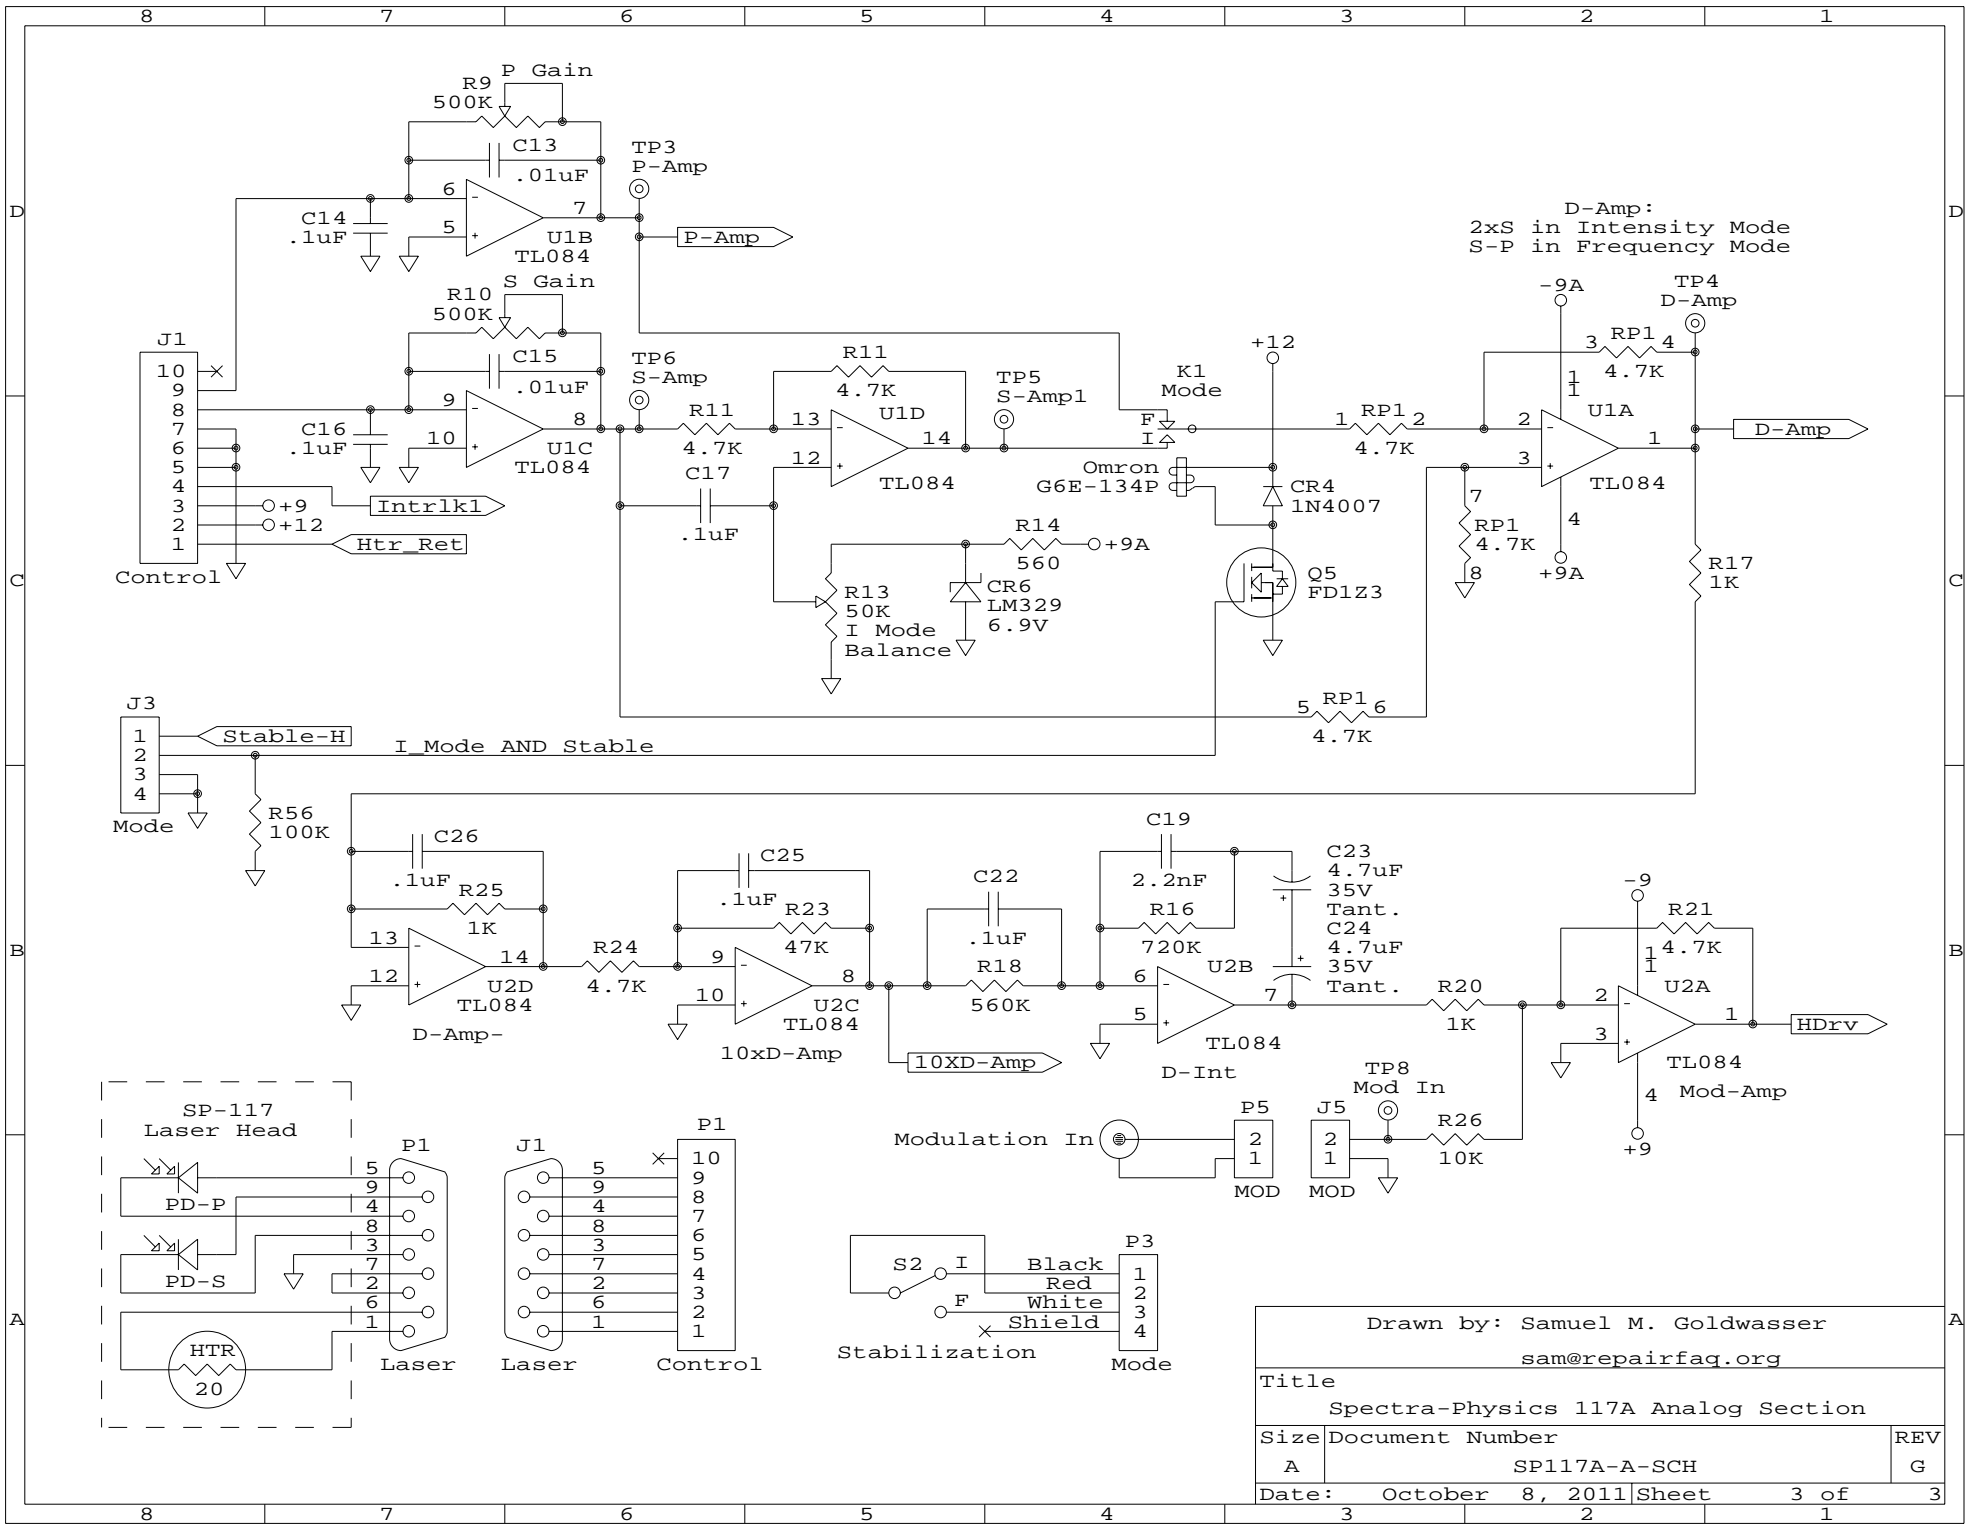 8 7 6 5 4 3 2 1
D
C
B
A
P Gain
R9
500K
C13
.01uF
TP3
P-Amp
6
-
7
5
+
C14
.1uF
U1B
TL084
P-Amp
S Gain
R10
500K
C15
.01uF
TP6
S-Amp
9
-
8
10
+
C16
.1uF
U1C
TL084
J1
10
9
8
7
6
5
4
3
2
1
Control
+9
+12
Intrlk1
Htr_Ret
R11
4.7K
R11
4.7K
13
-
12
+
14
U1D
TL084
C17
.1uF
TP5
S-Amp1
K1
Mode
F
I
Omron
G6E-134P
+12
CR4
1N4007
Q5
FD1Z3
R14
560
+9A
R13
50K
I Mode
Balance
CR6
LM329
6.9V
D-Amp:
2xS in Intensity Mode
S-P in Frequency Mode
-9A
TP4
D-Amp
3 RP1 4
4.7K
1 RP1 2
4.7K
11
2
-
3
+
1
4
U1A
TL084
+9A
D-Amp
7
RP1
4.7K
8
R17
1K
5 RP1 6
4.7K
J3
1
2
3
4
Mode
Stable-H
I_Mode AND Stable
R56
100K
C26
.1uF
R25
1K
13
-
12
+
14
U2D
TL084
D-Amp-
R24
4.7K
C25
.1uF
R23
47K
9
-
10
+
8
U2C
TL084
10xD-Amp
10XD-Amp
C22
.1uF
R18
560K
C19
2.2nF
R16
720K
C23
4.7uF
35V
Tant.
+
C24
4.7uF
35V
Tant.
+
6
-
5
+
7
U2B
TL084
D-Int
R20
1K
-9
R21
4.7K
11
2
-
3
+
1
4
U2A
TL084
Mod-Amp
+9
HDrv
TP8
Mod In
R26
10K
Modulation In
P5
2
1
MOD
J5
2
1
MOD
SP-117
Laser Head
PD-P
PD-S
HTR
20
P1
5
9
4
8
3
7
2
6
1
Laser
J1
5
9
4
8
3
7
2
6
1
Laser
P1
10
9
8
7
6
5
4
3
2
1
Control
S2
I
F
Black
Red
White
Shield
Stabilization
P3
1
2
3
4
Mode
Drawn by: Samuel M. Goldwasser
sam@repairfaq.org
Title
Spectra-Physics 117A Analog Section
Size Document Number REV
A SP117A-A-SCH G
Date: October 8, 2011 Sheet 3 of 3
8 7 6 5 4 3 2 1
D
C
B
A